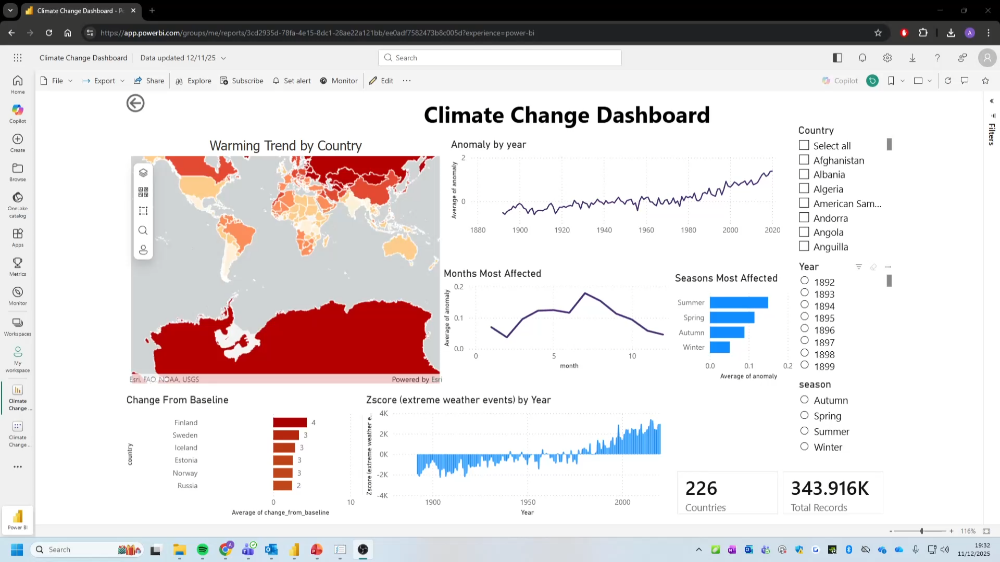 Climate Change Dashboard - P
https://app.powerbi.com/groups/me/reports/3cd2935d-78fa-4e15-8dc1-28ae22a121bb/ee0adf7582473b8c005d?experience=power-bi
A
Climate Change Dashboard
Data updated 12/11/25
Search
File
Export
Share
Explore
Subscribe
Set alert
Monitor
Edit
Copilot
Home
Copilot
Create
Browse
OneLake
catalog
Apps
Metrics
Monitor
Workspaces
My
workspace
Climate
Change ...
Climate
Change ...
Power BI
Climate Change Dashboard
Warming Trend by Country
Esri, FAO, NOAA, USGS
Powered by Esri
Anomaly by year
Average of anomaly
2
0
1880
1900
1920
1940
1960
1980
2000
2020
Months Most Affected
Average of anomaly
0.2
0.1
0.0
0
5
10
month
Seasons Most Affected
Summer
Spring
Autumn
Winter
0.0
0.1
0.2
Average of anomaly
Change From Baseline
country
Finland
4
Sweden
3
Iceland
3
Estonia
3
Norway
3
Russia
2
0
10
Average of change_from_baseline
Zscore (extreme weather events) by Year
Zscore (extreme weather e...
4K
2K
0K
-2K
-4K
1900
1950
2000
Year
Country
Select all
Afghanistan
Albania
Algeria
American Sam...
Andorra
Angola
Anguilla
Year
1892
1893
1894
1895
1896
1897
1898
1899
season
Autumn
Spring
Summer
Winter
226
Countries
343.916K
Total Records
Filters
116%
Search
19:32
11/12/2025